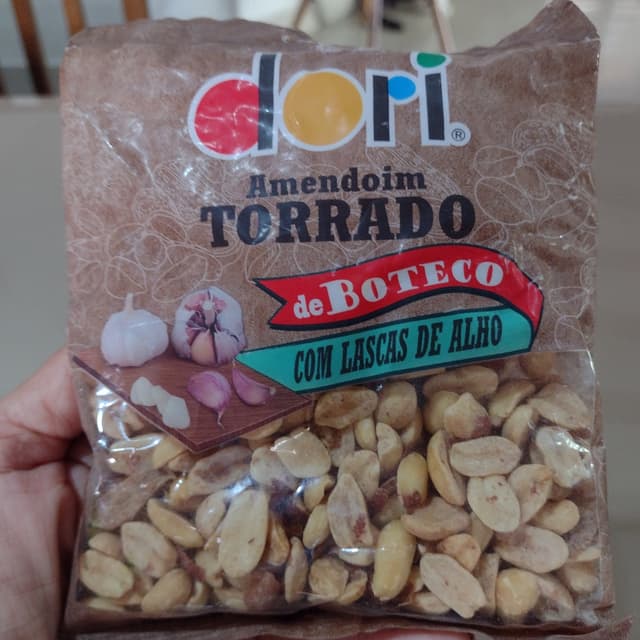 dori®
Amendoim
TORRADO
de BOTECO
COM LASCAS DE ALHO